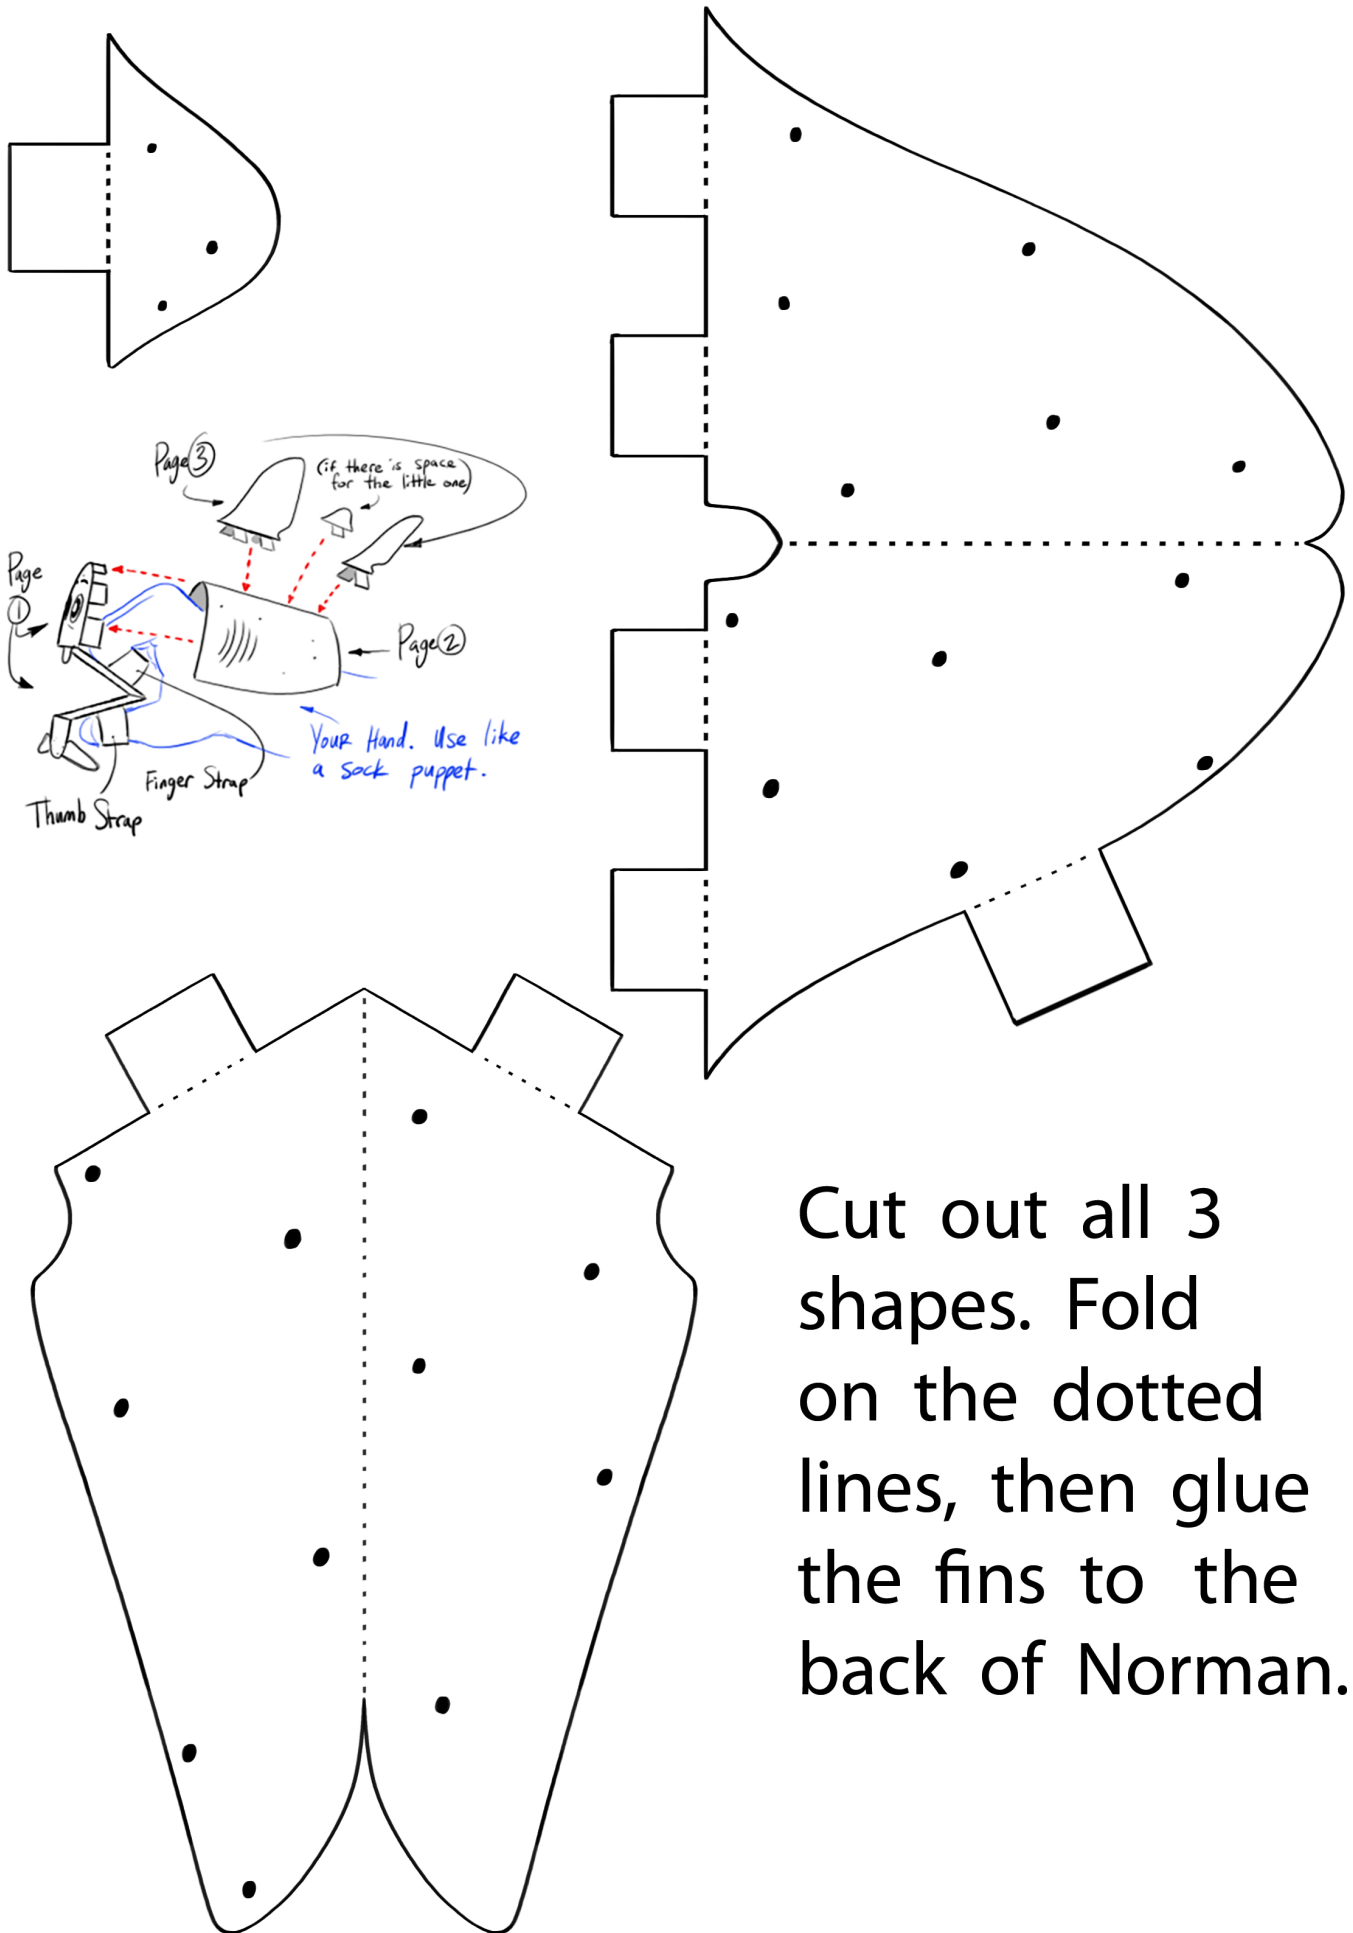 Page 3
(if there is space
for the little one)
Page
1
Page 2
Your Hand. Use like
a sock puppet.
Finger Strap
Thumb Strap
Cut out all 3
shapes. Fold
on the dotted
lines, then glue
the fins to the
back of Norman.